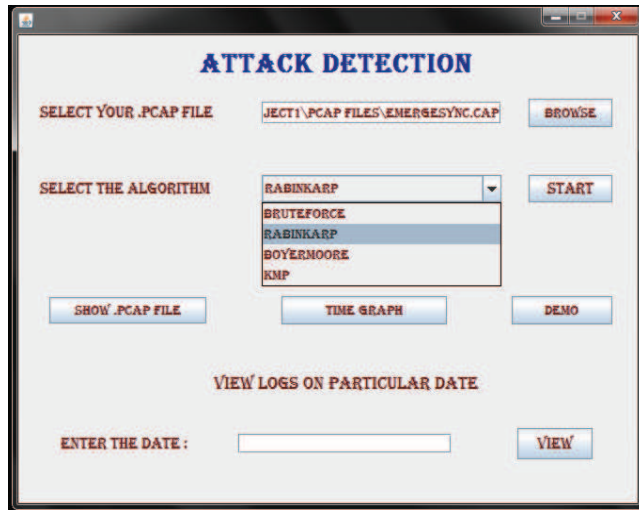 ATTACK DETECTION
SELECT YOUR .PCAP FILE JECT1\PCAP FILES\EMERGESYNC.CAP BROWSE
SELECT THE ALGORITHM RABINKARP START
BRUTEFORCE
RABINKARP
BOYERMOORE
KMP
SHOW .PCAP FILE TIME GRAPH DEMO
VIEW LOGS ON PARTICULAR DATE
ENTER THE DATE : VIEW